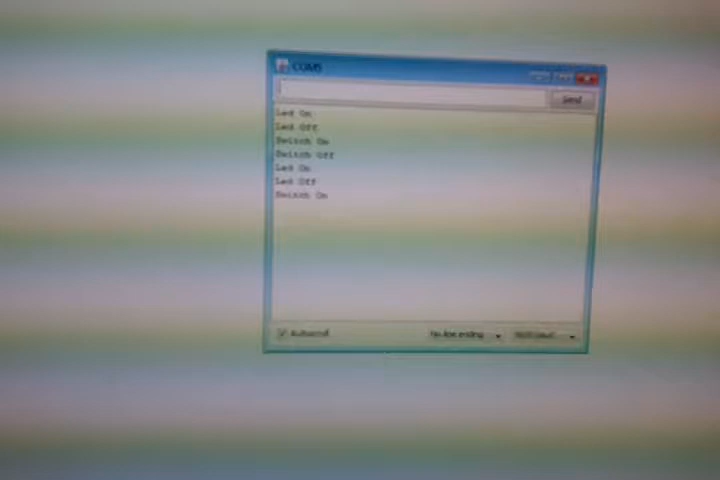 COM5
Send
Led On
Led Off
Switch On
Switch Off
Led On
Led Off
Switch On
Autoscroll
No line ending